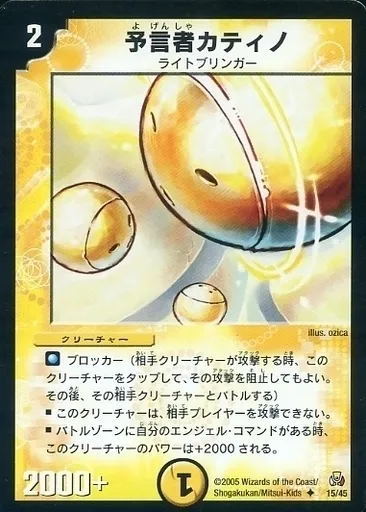 2
よげんしゃ
予言者カティノ
ライトブリンガー
illus. ozica
クリーチャー
ブロッカー（相手クリーチャーが攻撃する時、この
クリーチャーをタップして、その攻撃を阻止してもよい。
その後、その相手クリーチャーとバトルする）
■ このクリーチャーは、相手プレイヤーを攻撃できない。
■ バトルゾーンに自分のエンジェル・コマンドがある時、
このクリーチャーのパワーは+2000 される。
2000+
1
©2005 Wizards of the Coast/
Shogakukan/Mitsui-Kids ♦ 15/45